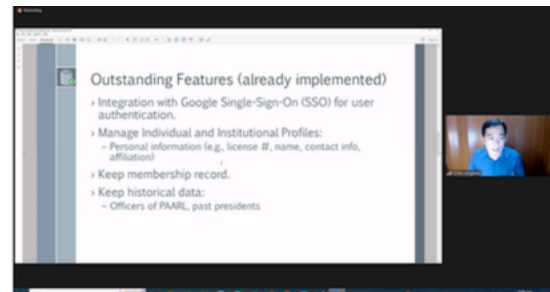 Outstanding Features (already implemented)
› Integration with Google Single-Sign-On (SSO) for user
authentication.
› Manage Individual and Institutional Profiles:
– Personal information (e.g., license #, name, contact info,
affiliation)
› Keep membership record.
› Keep historical data:
– Officers of PAARL, past presidents